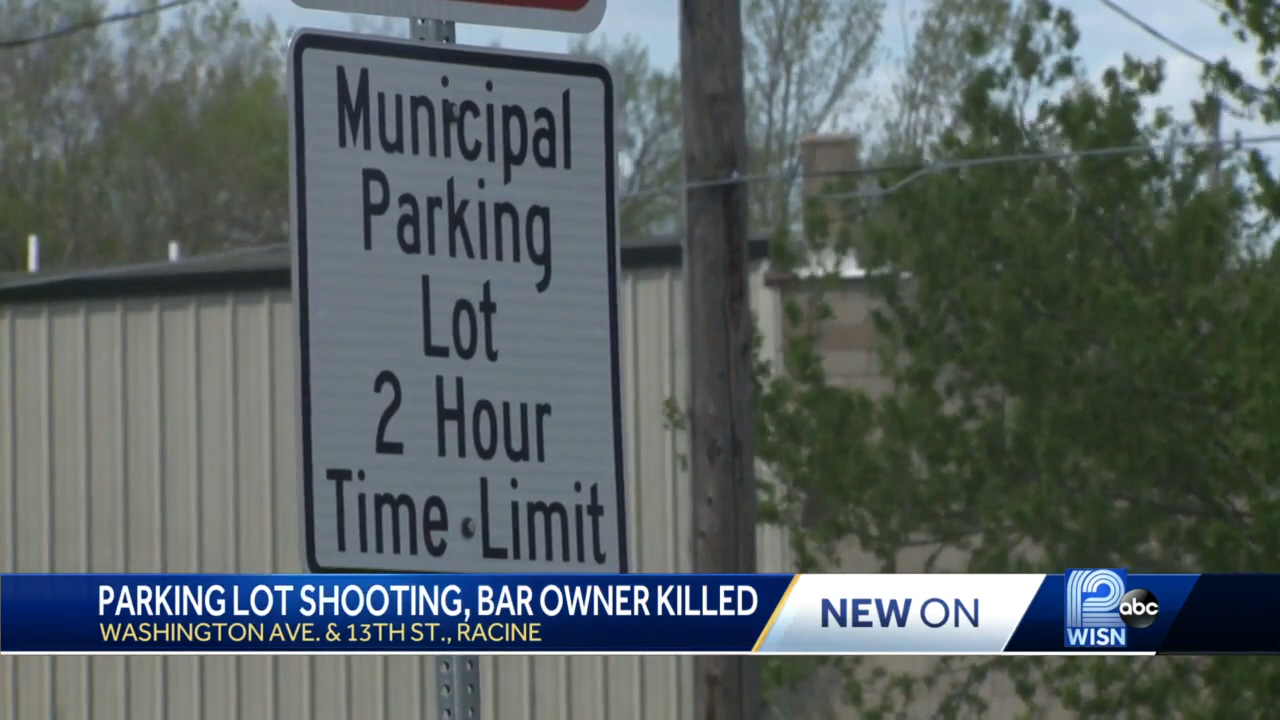 Municipal
Parking
Lot
2 Hour
Time Limit
PARKING LOT SHOOTING, BAR OWNER KILLED
WASHINGTON AVE. & 13TH ST., RACINE
NEW ON
12
abc
WISN